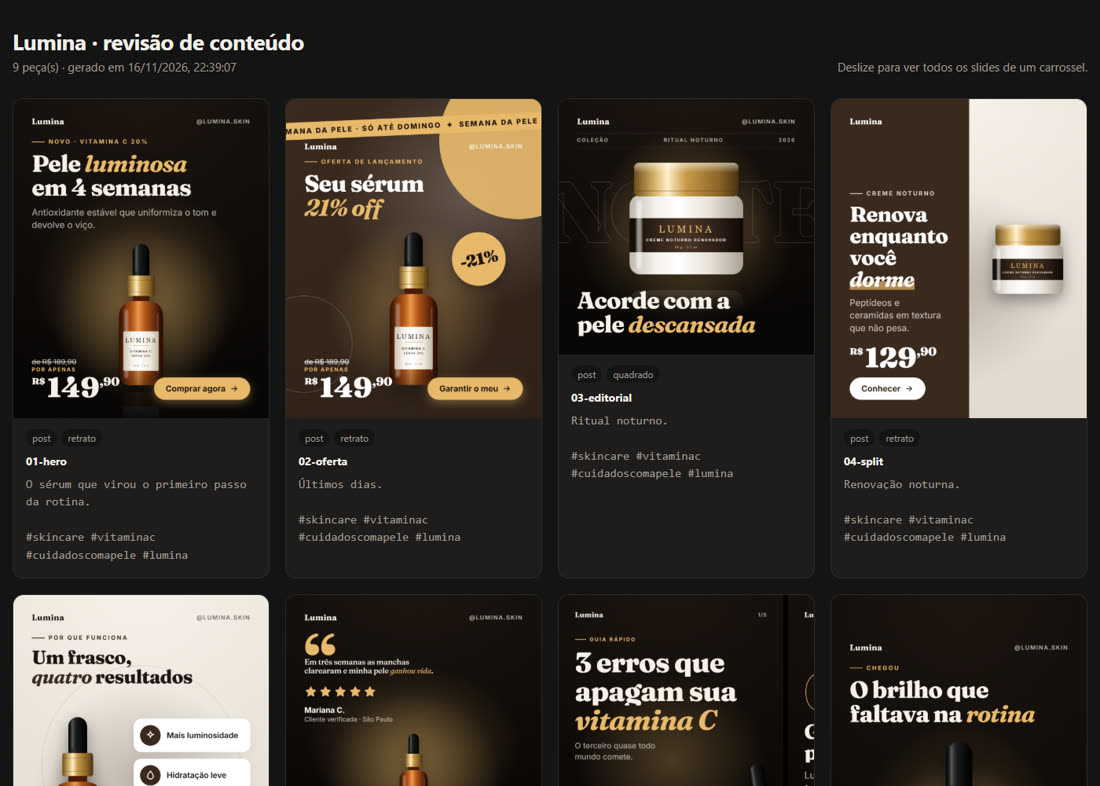 Lumina · revisão de conteúdo
9 peça(s) · gerado em 16/11/2026, 22:39:07
Deslize para ver todos os slides de um carrossel.
Lumina
@LUMINA.SKIN
NOVO · VITAMINA C 20%
Pele luminosa
em 4 semanas
Antioxidante estável que uniformiza o tom e
devolve o viço.
LUMINA
de R$ 189,90
POR APENAS
R$ 149,90
Comprar agora →
post
retrato
01-hero
O sérum que virou o primeiro passo
da rotina.
#skincare #vitaminac
#cuidadoscomapele #lumina
MANA DA PELE · SÓ ATÉ DOMINGO ✦ SEMANA DA PELE
Lumina
@LUMINA.SKIN
OFERTA DE LANÇAMENTO
Seu sérum
21% off
-21%
LUMINA
de R$ 189,90
POR APENAS
R$ 149,90
Garantir o meu →
post
retrato
02-oferta
Últimos dias.
#skincare #vitaminac
#cuidadoscomapele #lumina
Lumina
@LUMINA.SKIN
COLEÇÃO
RITUAL NOTURNO
2026
NOITE
LUMINA
CREME NOTURNO RENOVADOR
Acorde com a
pele descansada
post
quadrado
03-editorial
Ritual noturno.
#skincare #vitaminac
#cuidadoscomapele #lumina
Lumina
CREME NOTURNO
Renova
enquanto
você
dorme
Peptídeos e
ceramidas em textura
que não pesa.
R$ 129,90
Conhecer →
LUMINA
post
retrato
04-split
Renovação noturna.
#skincare #vitaminac
#cuidadoscomapele #lumina
Lumina
@LUMINA.SKIN
POR QUE FUNCIONA
Um frasco,
quatro resultados
Mais luminosidade
Hidratação leve
Lumina
@LUMINA.SKIN
Em três semanas as manchas
clarearam e minha pele ganhou vida.
Mariana C.
Cliente verificada · São Paulo
Lumina
1/5
GUIA RÁPIDO
3 erros que
apagam sua
vitamina C
O terceiro quase todo
mundo comete.
Lu
Lumina
@LUMINA.SKIN
CHEGOU
O brilho que
faltava na rotina